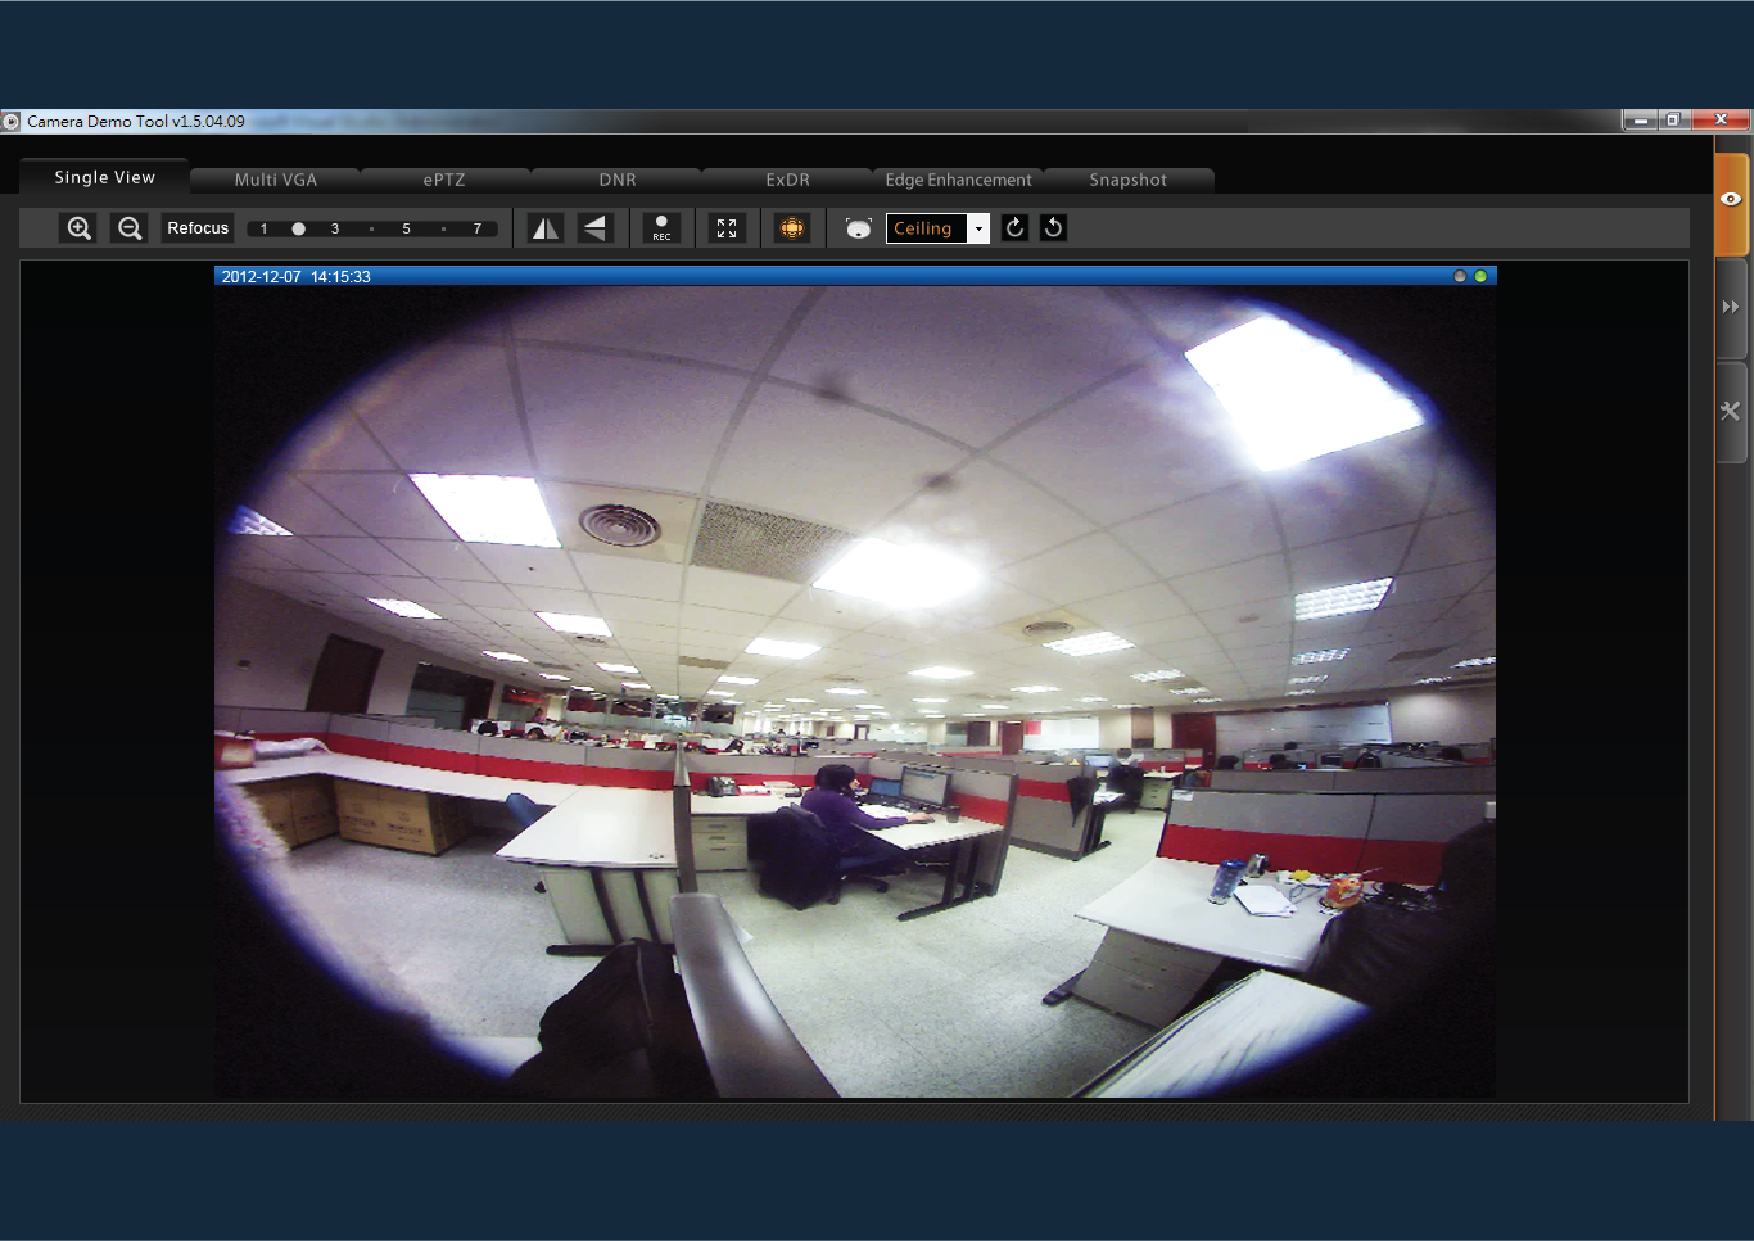 Camera Demo Tool v1.5.04.09
Single View
Multi VGA
ePTZ
DNR
ExDR
Edge Enhancement
Snapshot
Refocus
1 3 5 7
REC
Ceiling
2012-12-07 14:15:33